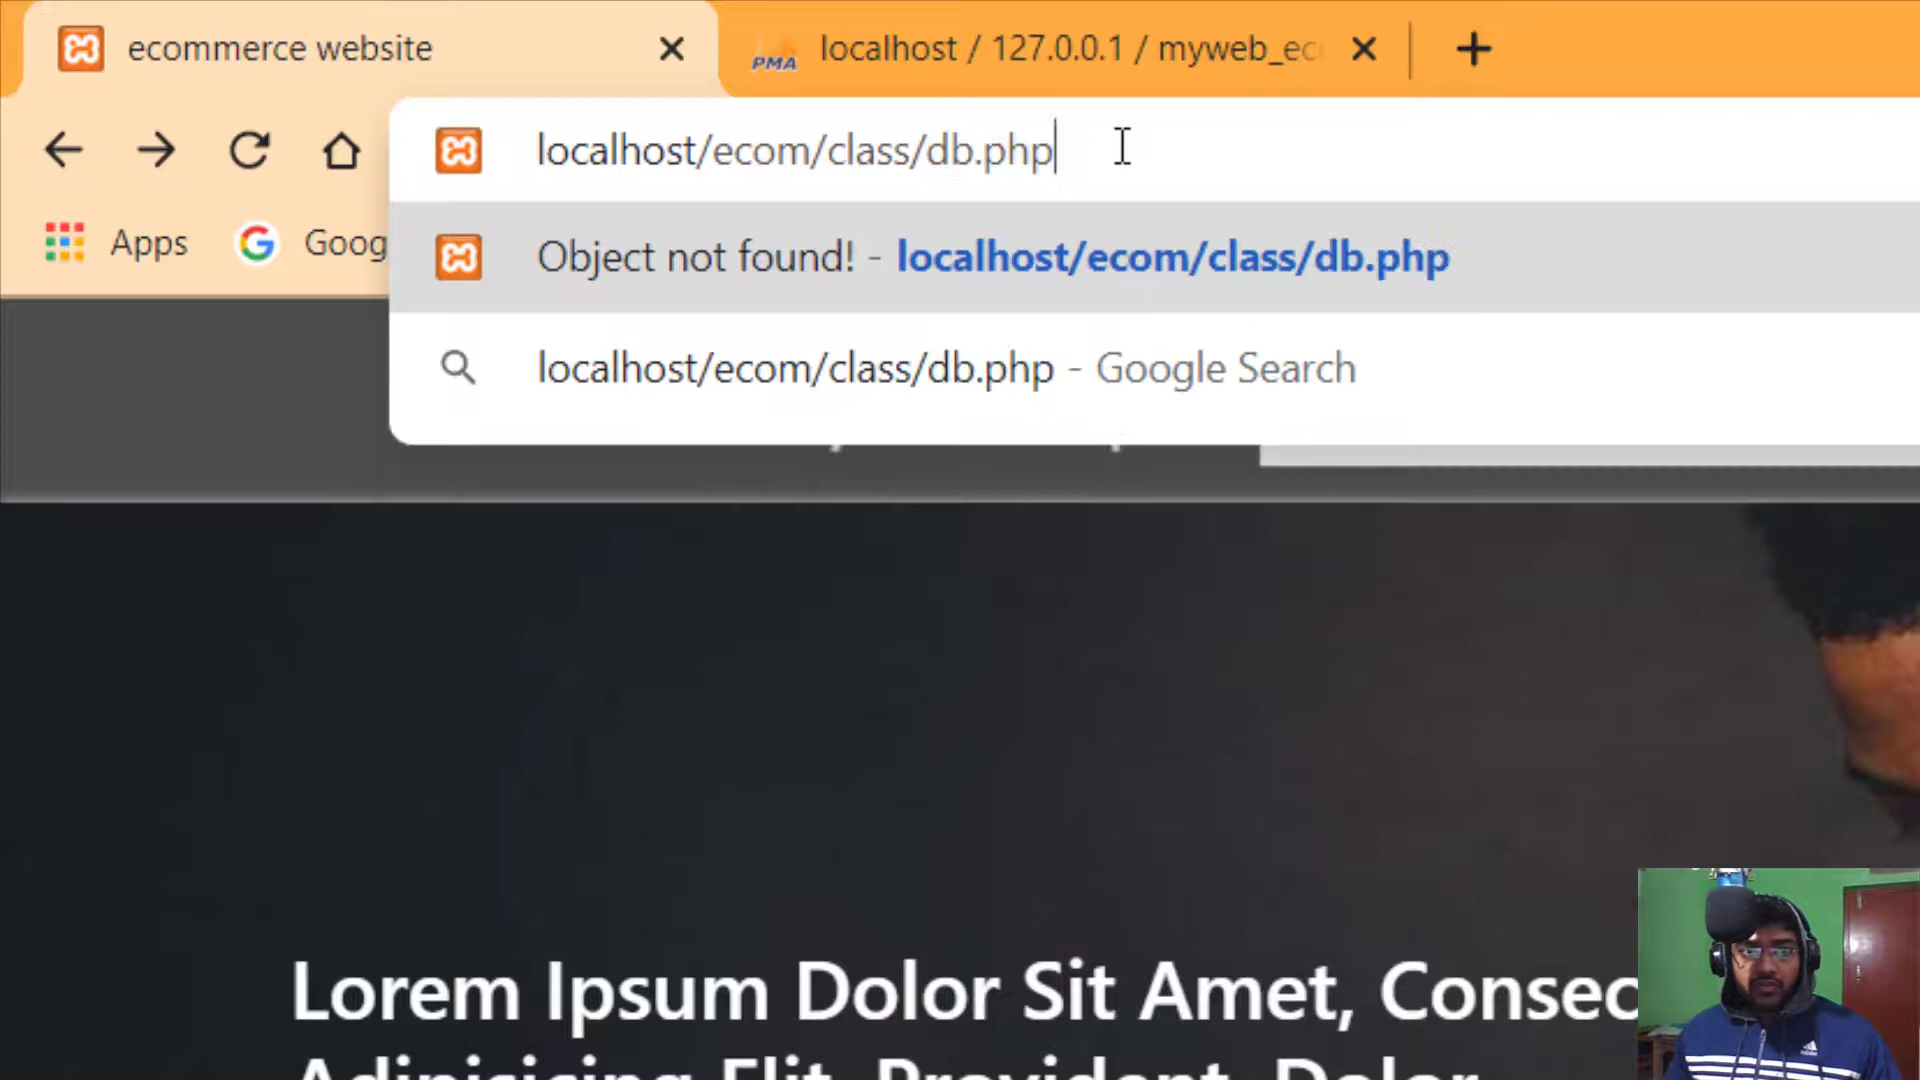 ecommerce website
PMA localhost / 127.0.0.1 / myweb_ec
localhost/ecom/class/db.php
Apps Goog
Object not found! - localhost/ecom/class/db.php
localhost/ecom/class/db.php - Google Search
Lorem Ipsum Dolor Sit Amet, Consec
Adipisicing Elit. Provident, Dolor